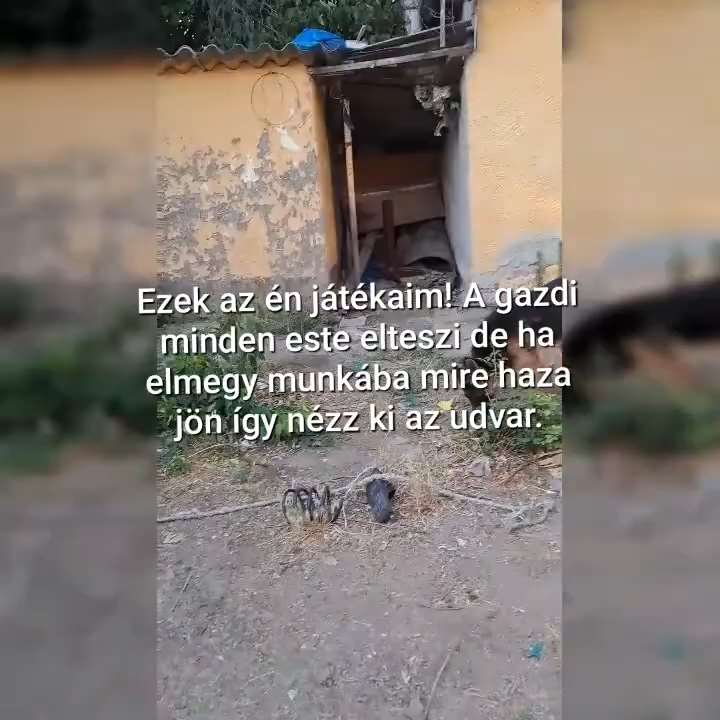 Ezek az én játékaim! A gazdi
minden este elteszi de ha
elmegy munkába mire haza
jön így nézz ki az udvar.